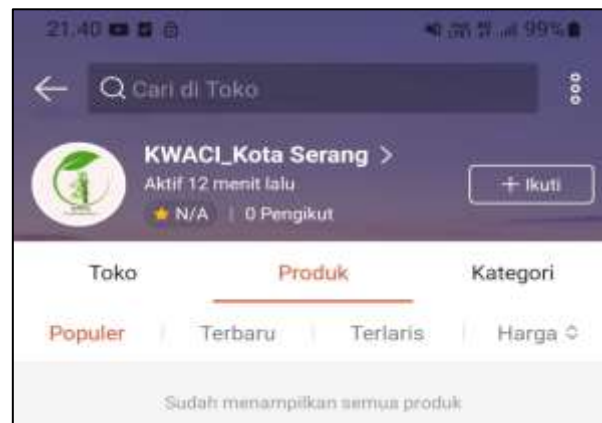 21.40 99%
Cari di Toko
KWACI_Kota Serang >
Aktif 12 menit lalu
+ Ikuti
N/A | 0 Pengikut
Toko Produk Kategori
Populer Terbaru Terlaris Harga
Sudah menampilkan semua produk